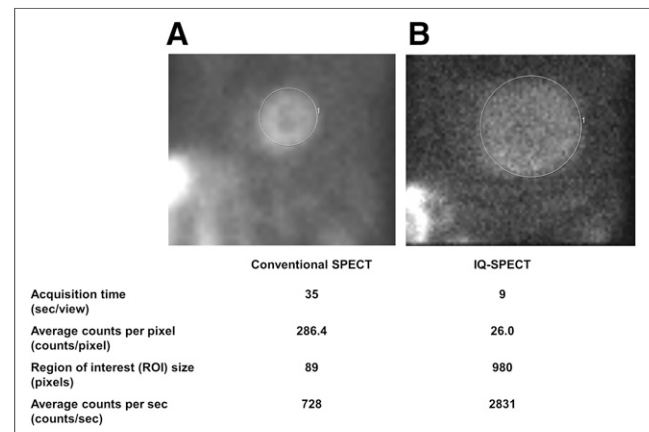 A B
1 1
Conventional SPECT IQ-SPECT
Acquisition time 35 9
(sec/view)
Average counts per pixel 286.4 26.0
(counts/pixel)
Region of interest (ROI) size 89 980
(pixels)
Average counts per sec 728 2831
(counts/sec)